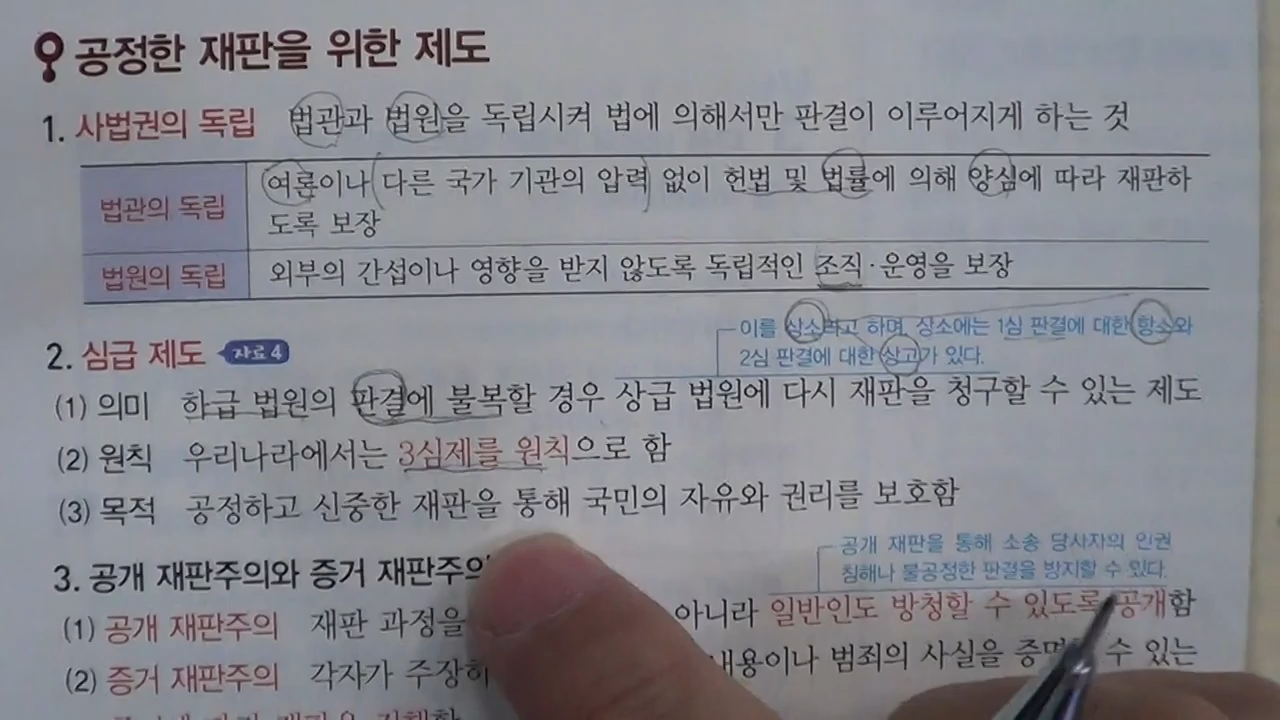 공정한 재판을 위한 제도
1. 사법권의 독립 법관과 법원을 독립시켜 법에 의해서만 판결이 이루어지게 하는 것
법관의 독립 여론이나 다른 국가 기관의 압력 없이 헌법 및 법률에 의해 양심에 따라 재판하
도록 보장
법원의 독립 외부의 간섭이나 영향을 받지 않도록 독립적인 조직·운영을 보장
이를 상소라고 하며, 상소에는 1심 판결에 대한 항소와
2심 판결에 대한 상고가 있다.
2. 심급 제도 자료 4
(1) 의미 하급 법원의 판결에 불복할 경우 상급 법원에 다시 재판을 청구할 수 있는 제도
(2) 원칙 우리나라에서는 3심제를 원칙으로 함
(3) 목적 공정하고 신중한 재판을 통해 국민의 자유와 권리를 보호함
공개 재판을 통해 소송 당사자의 인권
침해나 불공정한 판결을 방지할 수 있다.
3. 공개 재판주의와 증거 재판주의
(1) 공개 재판주의 재판 과정을 아니라 일반인도 방청할 수 있도록 공개함
(2) 증거 재판주의 각자가 주장하 내용이나 범죄의 사실을 증명할 수 있는